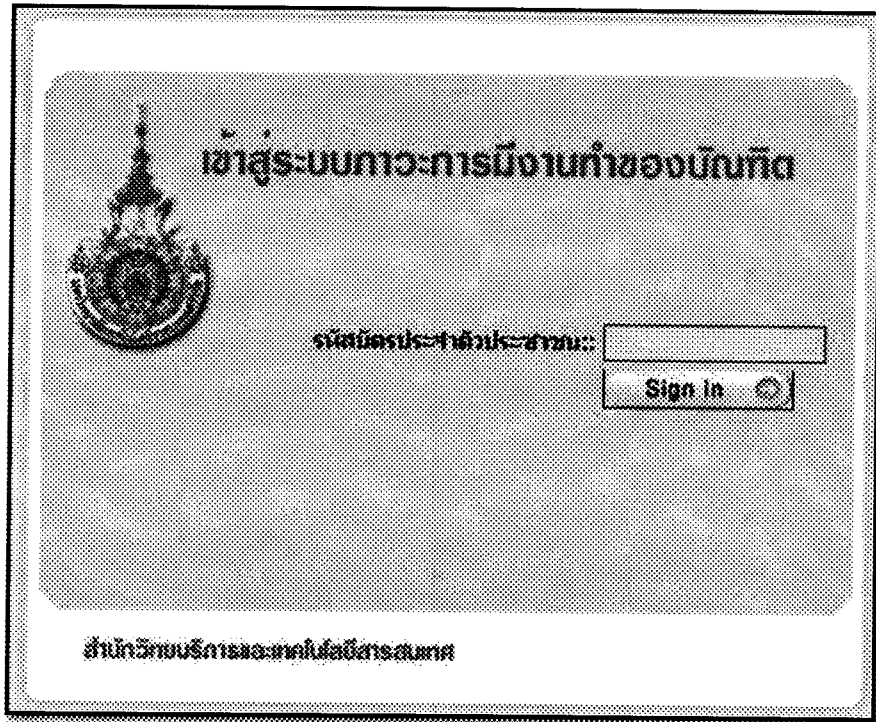 เข้าสู่ระบบภาวะการมีงานทำของบัณฑิต
รหัสบัตรประจำตัวประชาชน::
Sign in
สำนักวิทยบริการและเทคโนโลยีสารสนเทศ